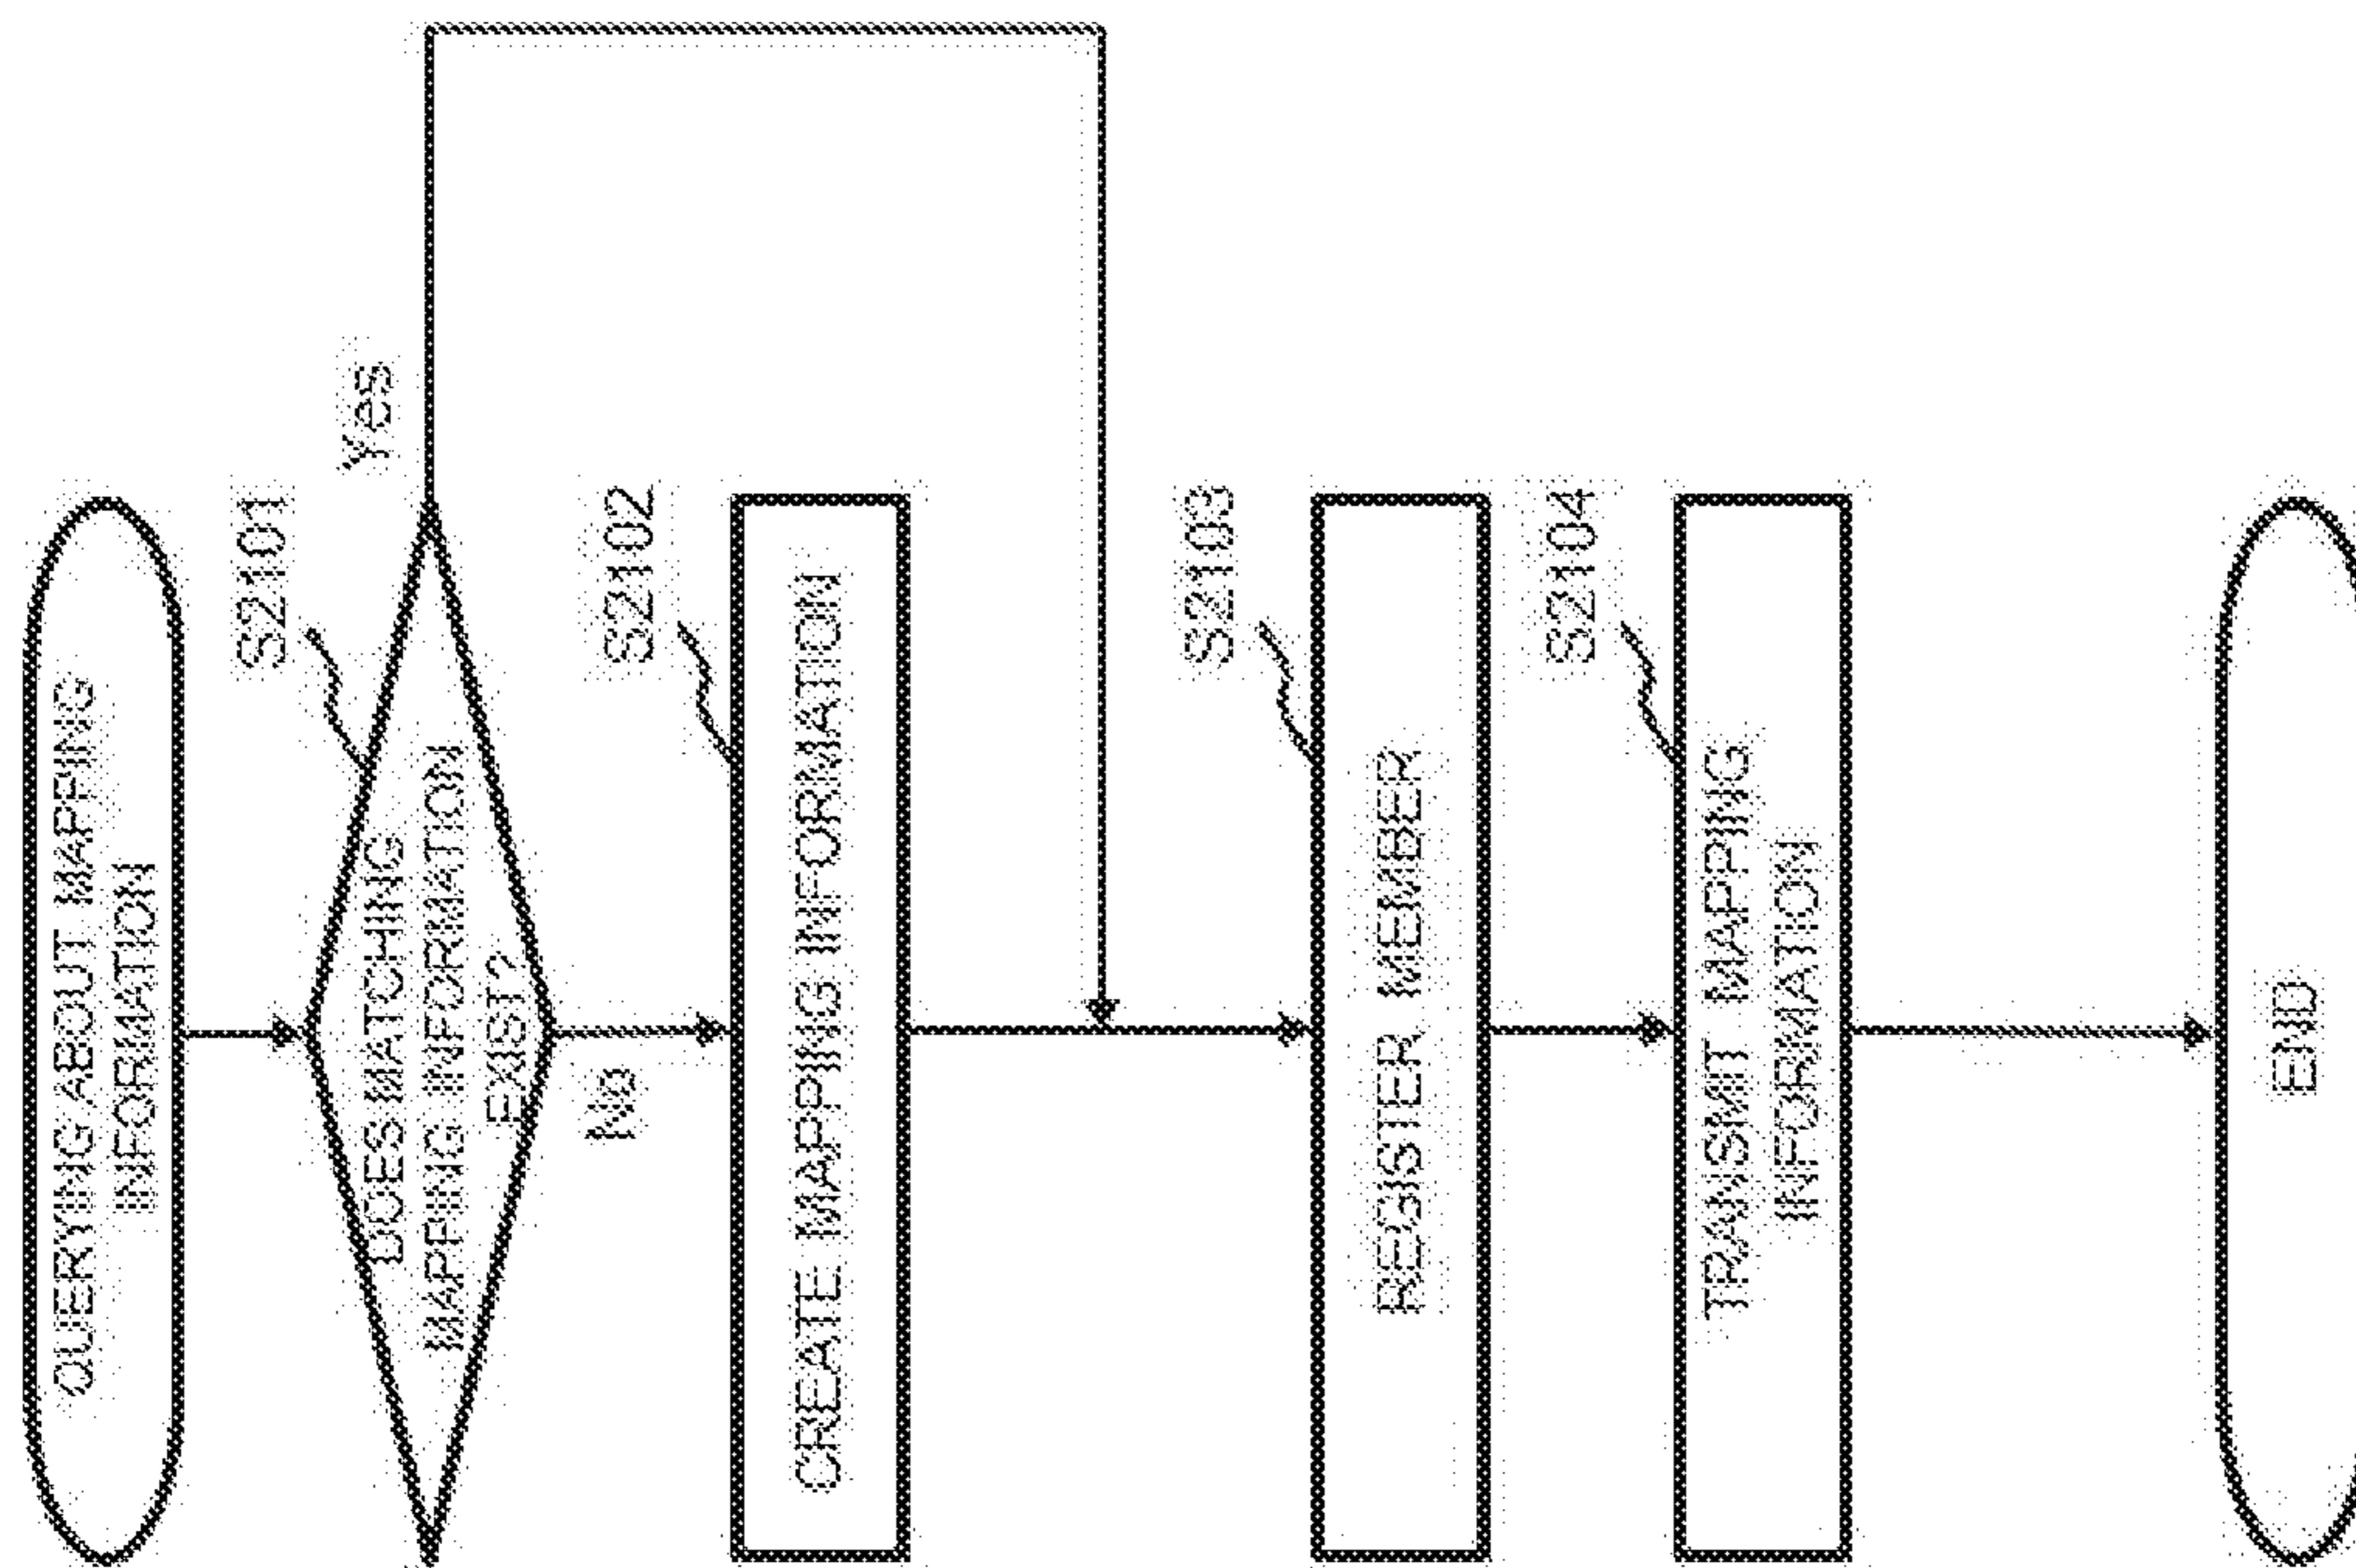 QUERYING ABOUT MAPPING
INFORMATION
S2101
DOES MATCHING
MAPPING INFORMATION
EXIST?
Yes
No
S2102
CREATE MAPPING INFORMATION
S2103
REGISTER MEMBER
S2104
TRANSMIT MAPPING
INFORMATION
END